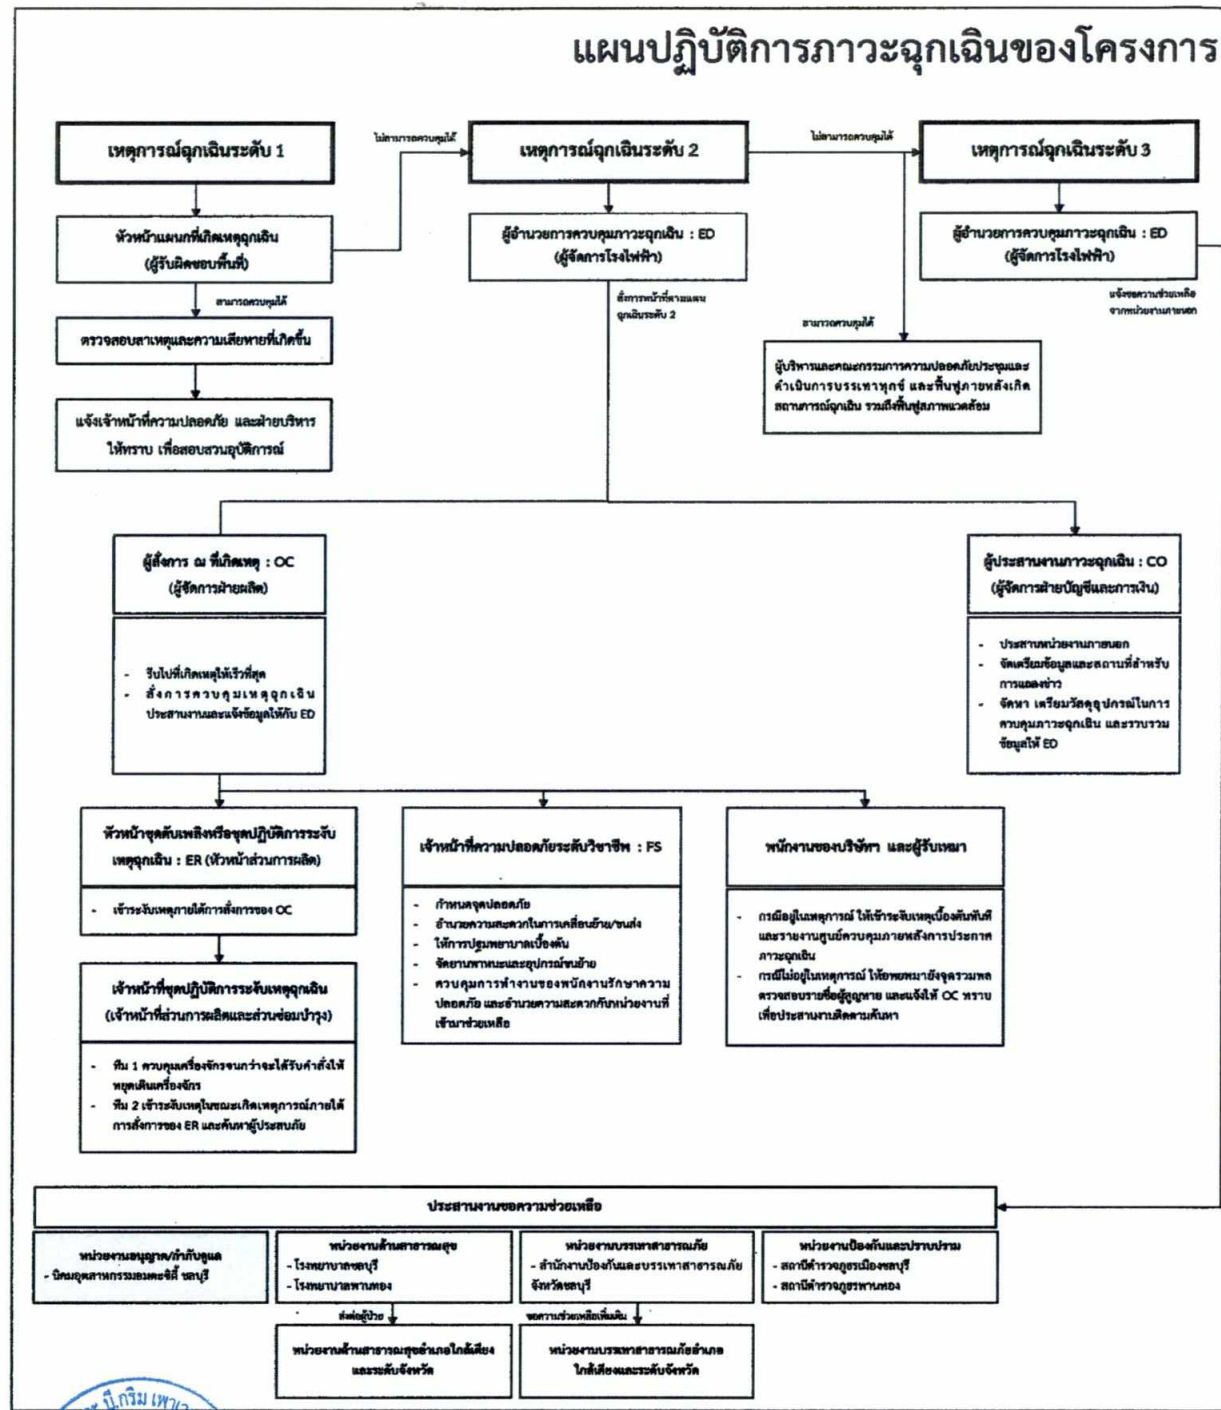 แผนปฏิบัติการภาวะฉุกเฉินของโครงการ
เหตุการณ์ฉุกเฉินระดับ 1
ไม่สามารถควบคุมได้
เหตุการณ์ฉุกเฉินระดับ 2
ไม่สามารถควบคุมได้
เหตุการณ์ฉุกเฉินระดับ 3
หัวหน้าแผนกที่เกิดเหตุฉุกเฉิน
(ผู้รับผิดชอบพื้นที่)
ผู้อำนวยการควบคุมภาวะฉุกเฉิน : ED
(ผู้จัดการโรงไฟฟ้า)
ผู้อำนวยการควบคุมภาวะฉุกเฉิน : ED
(ผู้จัดการโรงไฟฟ้า)
สามารถควบคุมได้
สั่งการหน้าที่ตามแผน
ฉุกเฉินระดับ 2
สามารถควบคุมได้
แจ้งขอความช่วยเหลือ
จากหน่วยงานภายนอก
ตรวจสอบสาเหตุและความเสียหายที่เกิดขึ้น
ผู้บริหารและคณะกรรมการความปลอดภัยประชุมและ
ดำเนินการบรรเทาทุกข์ และฟื้นฟูภายหลังเกิด
สถานการณ์ฉุกเฉิน รวมถึงฟื้นฟูสภาพแวดล้อม
แจ้งเจ้าหน้าที่ความปลอดภัย และฝ่ายบริหาร
ให้ทราบ เพื่อสอบสวนอุบัติการณ์
ผู้สั่งการ ณ ที่เกิดเหตุ : OC
(ผู้จัดการฝ่ายผลิต)
- รีบไปที่เกิดเหตุให้เร็วที่สุด
- สั่งการควบคุมเหตุฉุกเฉิน
ประสานงานและแจ้งข้อมูลให้กับ ED
ผู้ประสานงานภาวะฉุกเฉิน : CO
(ผู้จัดการฝ่ายบัญชีและการเงิน)
- ประสานหน่วยงานภายนอก
- จัดเตรียมข้อมูลและสถานที่สำหรับ
การแถลงข่าว
- จัดหา เตรียมวัสดุอุปกรณ์ในการ
ควบคุมภาวะฉุกเฉิน และรวบรวม
ข้อมูลให้ ED
หัวหน้าชุดดับเพลิงหรือชุดปฏิบัติการระงับ
เหตุฉุกเฉิน : ER (หัวหน้าส่วนการผลิต)
- เข้าระงับเหตุภายใต้การสั่งการของ OC
เจ้าหน้าที่ชุดปฏิบัติการระงับเหตุฉุกเฉิน
(เจ้าหน้าที่ส่วนการผลิตและส่วนซ่อมบำรุง)
- ทีม 1 ควบคุมเครื่องจักรจนกว่าจะได้รับคำสั่งให้
หยุดเดินเครื่องจักร
- ทีม 2 เข้าระงับเหตุในขณะเกิดเหตุการณ์ภายใต้
การสั่งการของ ER และค้นหาผู้ประสบภัย
เจ้าหน้าที่ความปลอดภัยระดับวิชาชีพ : FS
- กำหนดจุดปลอดภัย
- อำนวยความสะดวกในการเคลื่อนย้าย/ขนส่ง
- ให้การปฐมพยาบาลเบื้องต้น
- จัดยานพาหนะและอุปกรณ์ขนย้าย
- ควบคุมการทำงานของพนักงานรักษาความ
ปลอดภัย และอำนวยความสะดวกกับหน่วยงานที่
เข้ามาช่วยเหลือ
พนักงานของบริษัทฯ และผู้รับเหมา
- กรณีอยู่ในเหตุการณ์ ให้เข้าระงับเหตุเบื้องต้นทันที
และรายงานศูนย์ควบคุมภายหลังการประกาศ
ภาวะฉุกเฉิน
- กรณีไม่อยู่ในเหตุการณ์ ให้อพยพมายังจุดรวมพล
ตรวจสอบรายชื่อผู้สูญหาย และแจ้งให้ OC ทราบ
เพื่อประสานงานติดตามค้นหา
ประสานงานขอความช่วยเหลือ
หน่วยงานอนุญาต/กำกับดูแล
- นิคมอุตสาหกรรมอมตะซิตี้ ชลบุรี
หน่วยงานด้านสาธารณสุข
- โรงพยาบาลชลบุรี
- โรงพยาบาลพานทอง
หน่วยงานบรรเทาสาธารณภัย
- สำนักงานป้องกันและบรรเทาสาธารณภัย
จังหวัดชลบุรี
หน่วยงานป้องกันและปราบปราม
- สถานีตำรวจภูธรเมืองชลบุรี
- สถานีตำรวจภูธรพานทอง
ส่งต่อผู้ป่วย
ขอความช่วยเหลือเพิ่มเติม
หน่วยงานด้านสาธารณสุขอำเภอใกล้เคียง
และระดับจังหวัด
หน่วยงานบรรเทาสาธารณภัยอำเภอ
ใกล้เคียงและระดับจังหวัด
บี.กริม